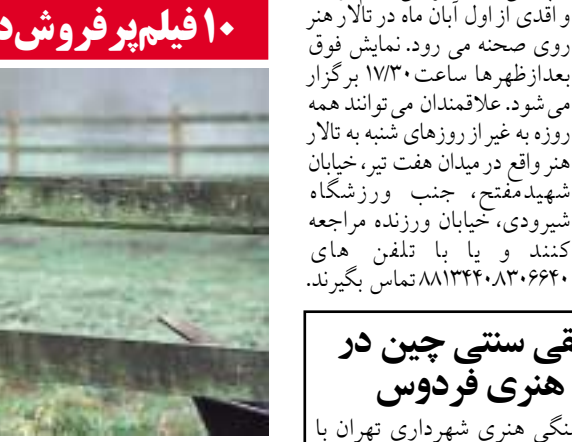 ۱۰ فیلم پرفروش د
و اقدی از اول آبان ماه در تالار هنر
روی صحنه می رود. نمایش فوق
بعدازظهرها ساعت ۱۷/۳۰ برگزار
می شود. علاقمندان می توانند همه
روزه به غیر از روزهای شنبه به تالار
هنر واقع در میدان هفت تیر، خیابان
شهیدمفتح، جنب ورزشگاه
شیرودی، خیابان ورزنده مراجعه
کنند و یا با تلفن های
۸۸۱۳۴۴۰،۸۳۰۶۶۴۰ تماس بگیرند.
قی سنتی چین در
هنری فردوس
نگی هنری شهرداری تهران با